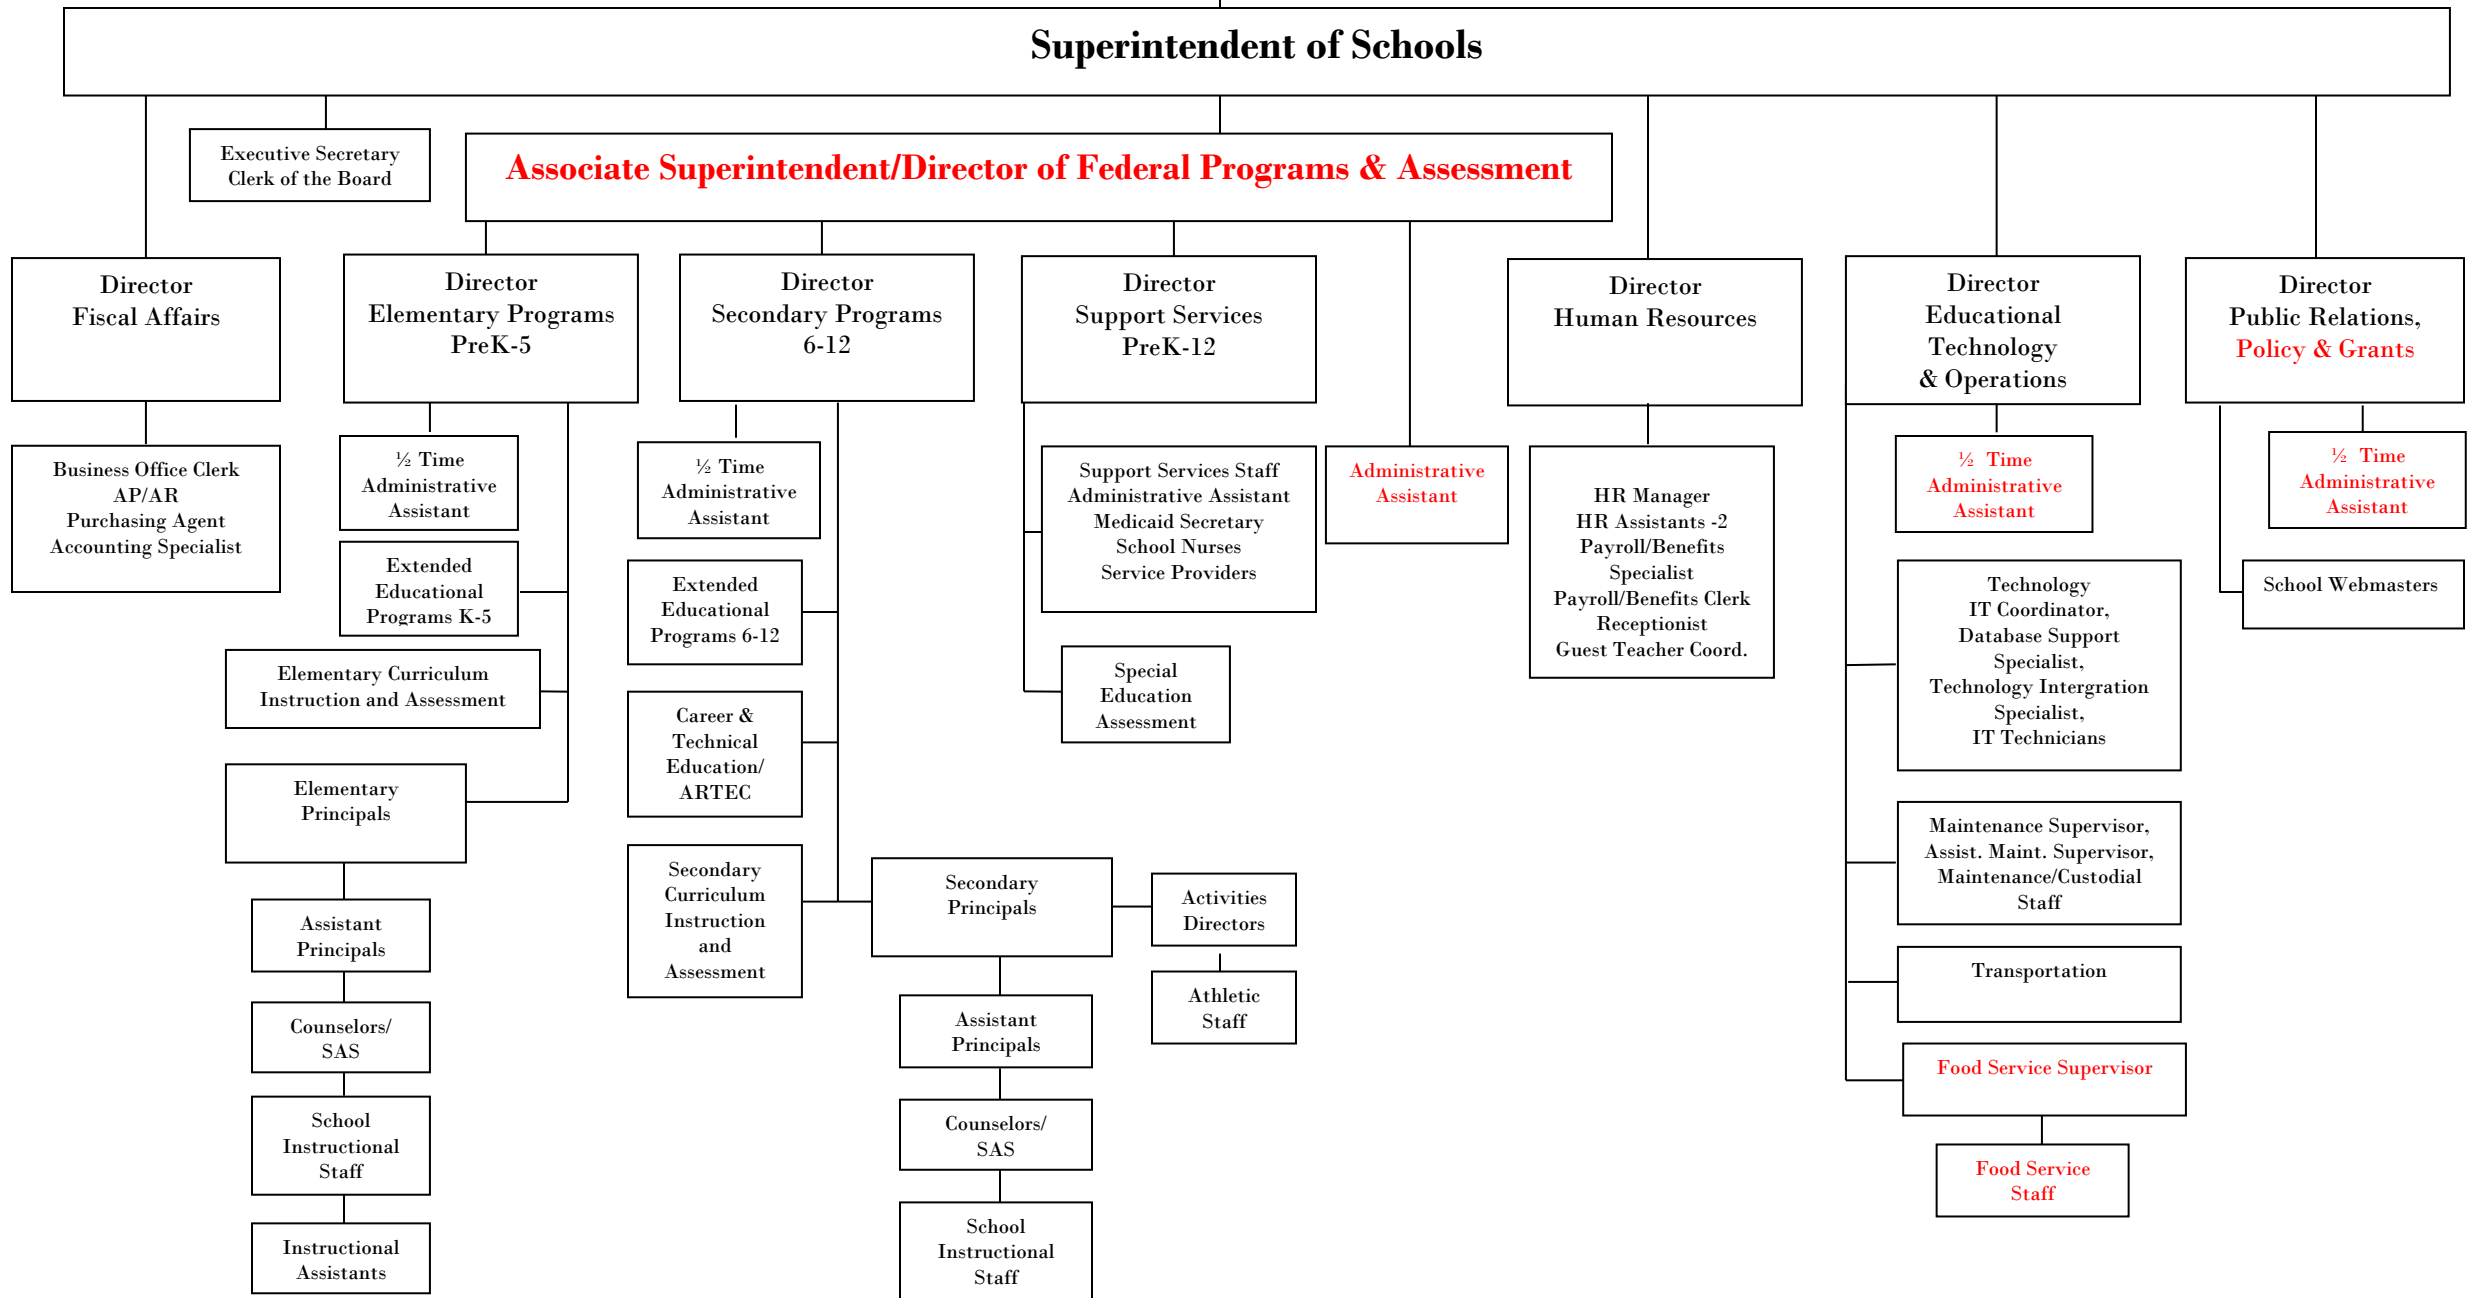 Superintendent of Schools
Executive Secretary
Clerk of the Board
Associate Superintendent/Director of Federal Programs & Assessment
Director
Fiscal Affairs
Director
Elementary Programs
PreK-5
Director
Secondary Programs
6-12
Director
Support Services
PreK-12
Director
Human Resources
Director
Educational
Technology
& Operations
Director
Public Relations,
Policy & Grants
Business Office Clerk
AP/AR
Purchasing Agent
Accounting Specialist
½ Time
Administrative
Assistant
Extended
Educational
Programs K-5
Elementary Curriculum
Instruction and Assessment
Elementary
Principals
Assistant
Principals
Counselors/
SAS
School
Instructional
Staff
Instructional
Assistants
½ Time
Administrative
Assistant
Extended
Educational
Programs 6-12
Career &
Technical
Education/
ARTEC
Secondary
Curriculum
Instruction
and
Assessment
Secondary
Principals
Activities
Directors
Athletic
Staff
Assistant
Principals
Counselors/
SAS
School
Instructional
Staff
Support Services Staff
Administrative Assistant
Medicaid Secretary
School Nurses
Service Providers
Special
Education
Assessment
Administrative
Assistant
HR Manager
HR Assistants -2
Payroll/Benefits
Specialist
Payroll/Benefits Clerk
Receptionist
Guest Teacher Coord.
½ Time
Administrative
Assistant
Technology
IT Coordinator,
Database Support
Specialist,
Technology Intergration
Specialist,
IT Technicians
Maintenance Supervisor,
Assist. Maint. Supervisor,
Maintenance/Custodial
Staff
Transportation
Food Service Supervisor
Food Service
Staff
½ Time
Administrative
Assistant
School Webmasters